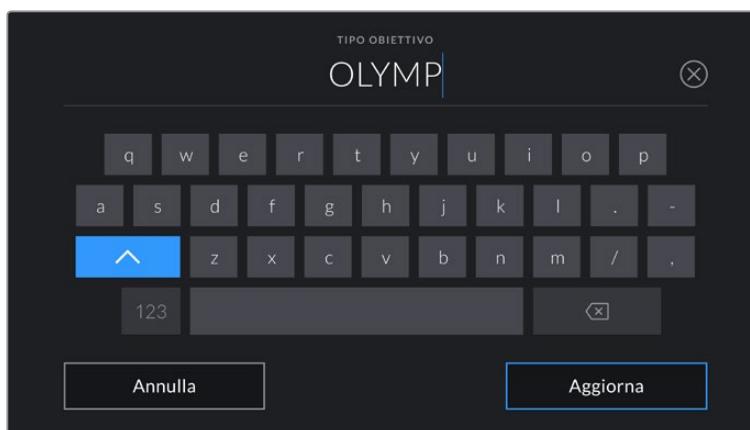 TIPO OBIETTIVO
OLYMP
q w e r t y u i o p
a s d f g h j k l . -
z x c v b n m / ,
123
Annulla Aggiorna